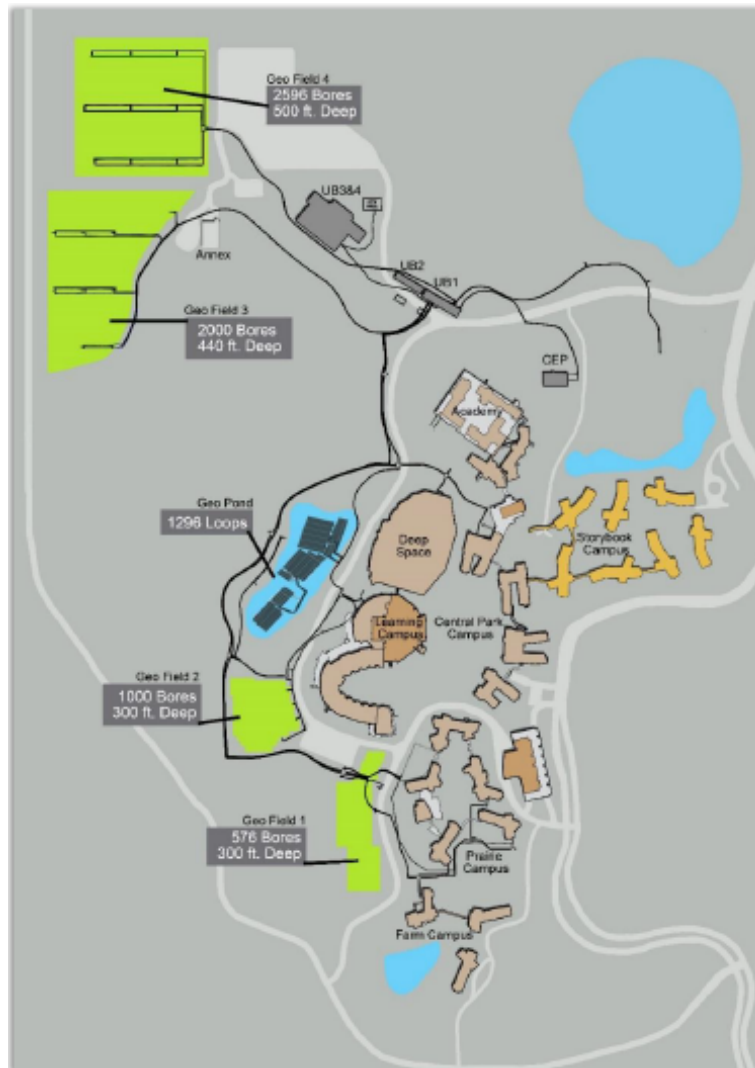 Geo Field 4
2596 Bores
500 ft. Deep
UB3&4
Annex
UB2
UB1
Geo Field 3
2000 Bores
440 ft. Deep
CEP
Academy
Geo Pond
1296 Loops
Deep
Space
Storybook
Campus
Learning
Campus
Central Park
Campus
Geo Field 2
1000 Bores
300 ft. Deep
Geo Field 1
576 Bores
300 ft. Deep
Prairie
Campus
Farm Campus